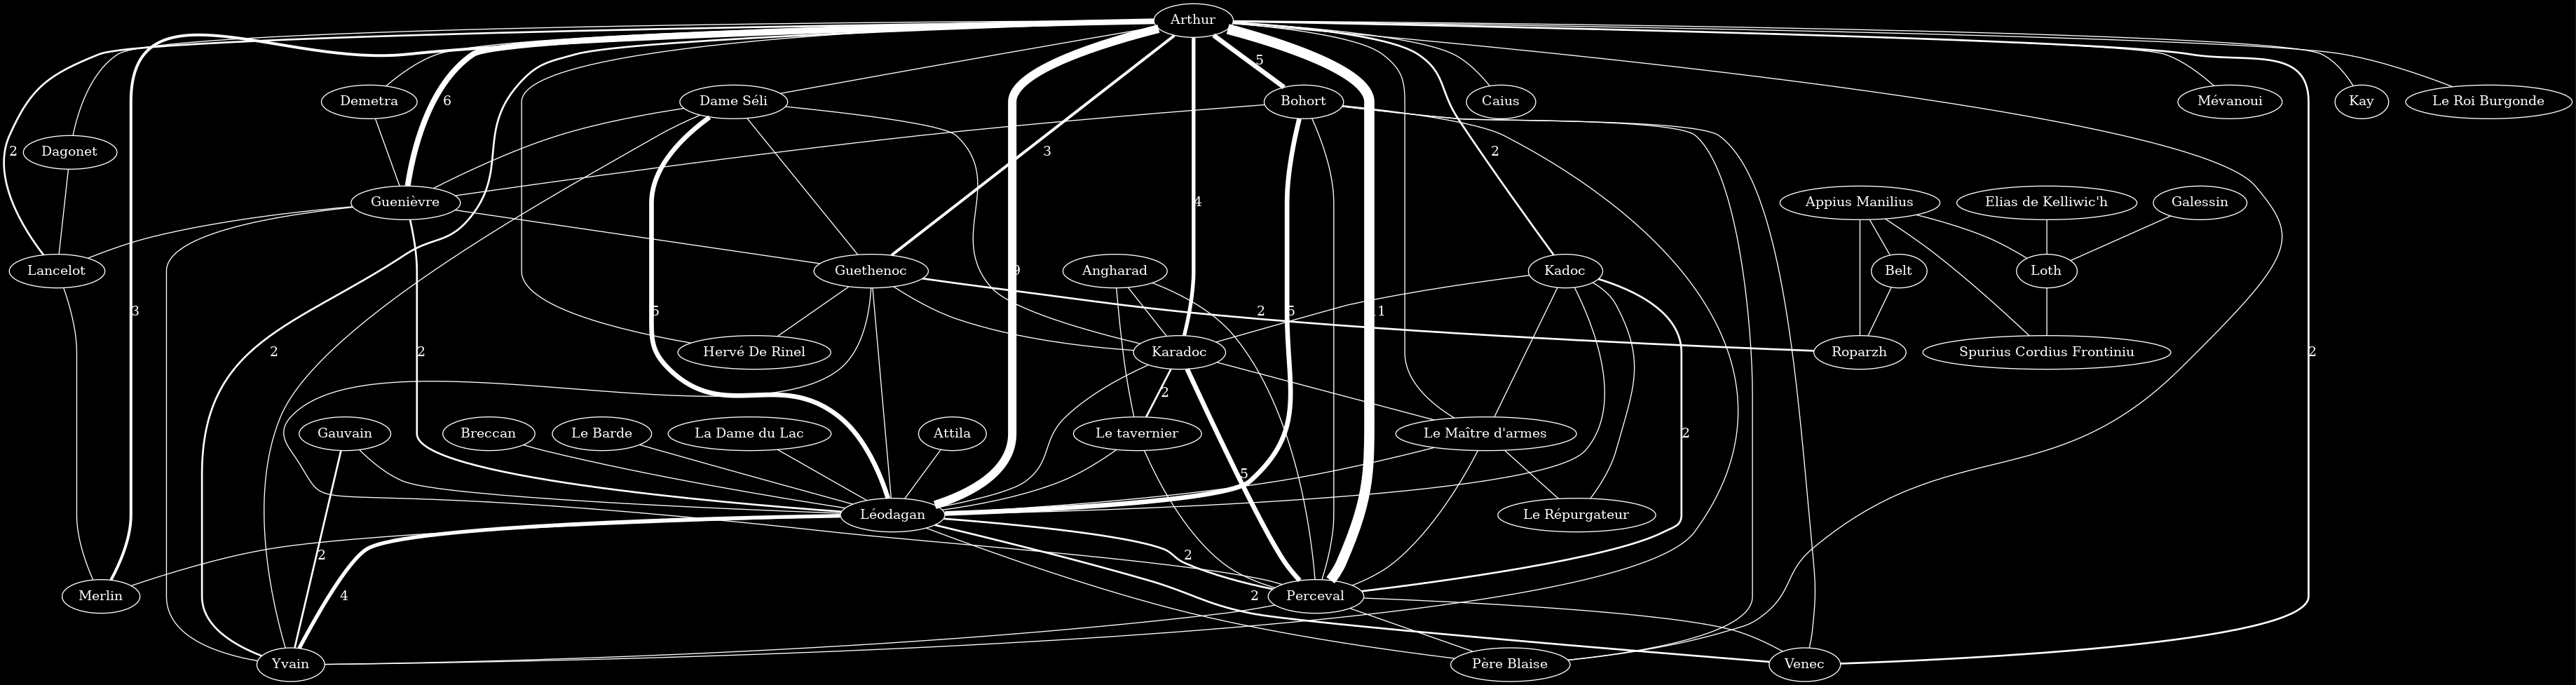 Arthur
5
Demetra
6
Dame Séli
Bohort
Caius
Mévanoui
Kay
Le Roi Burgonde
2
Dagonet
3
2
Guenièvre
4
Appius Manilius
Elias de Kelliwic'h
Galessin
Lancelot
Guethenoc
Angharad
9
Kadoc
Belt
Loth
3
5
2
5
11
2
2
Hervé De Rinel
Karadoc
Roparzh
Spurius Cordius Frontiniu
2
2
Gauvain
Breccan
Le Barde
La Dame du Lac
Attila
Le tavernier
Le Maître d'armes
2
5
Léodagan
Le Répurgateur
2
2
Merlin
4
2
Perceval
Yvain
Père Blaise
Venec